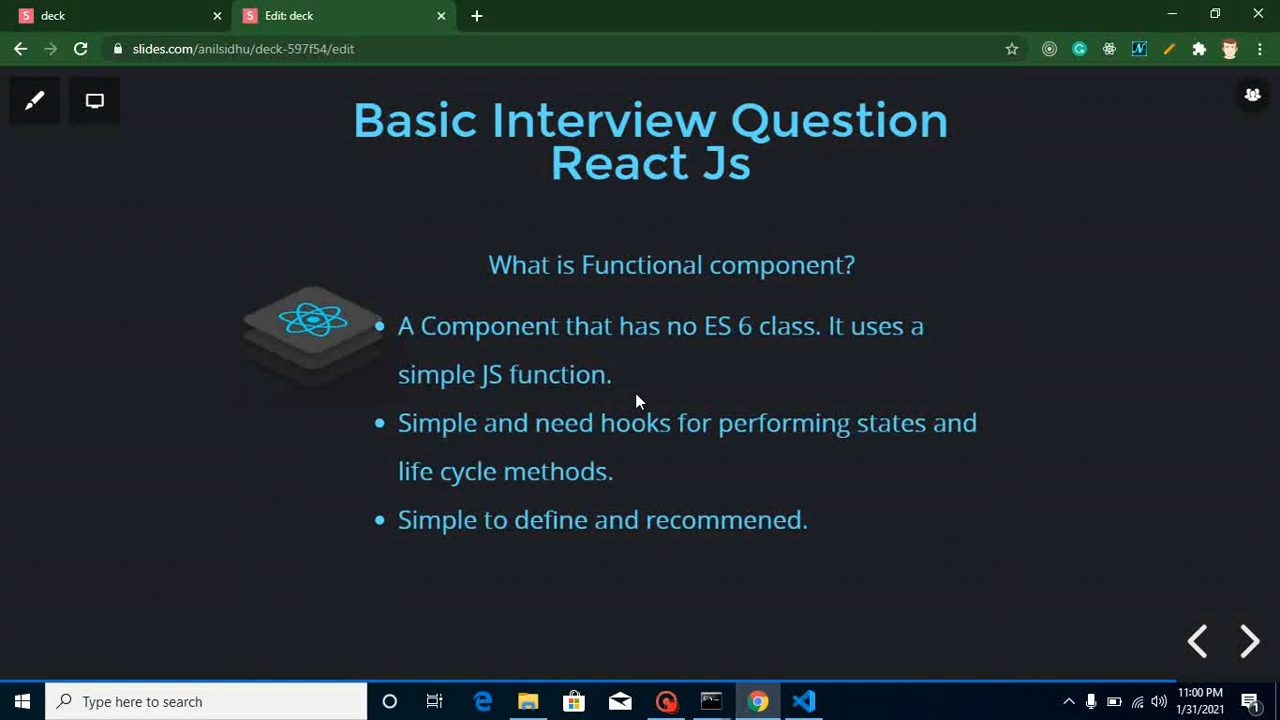 deck
Edit: deck
slides.com/anilsidhu/deck-597f54/edit
Basic Interview Question
React Js
What is Functional component?
A Component that has no ES 6 class. It uses a
simple JS function.
Simple and need hooks for performing states and
life cycle methods.
Simple to define and recommened.
Type here to search
11:00 PM
1/31/2021